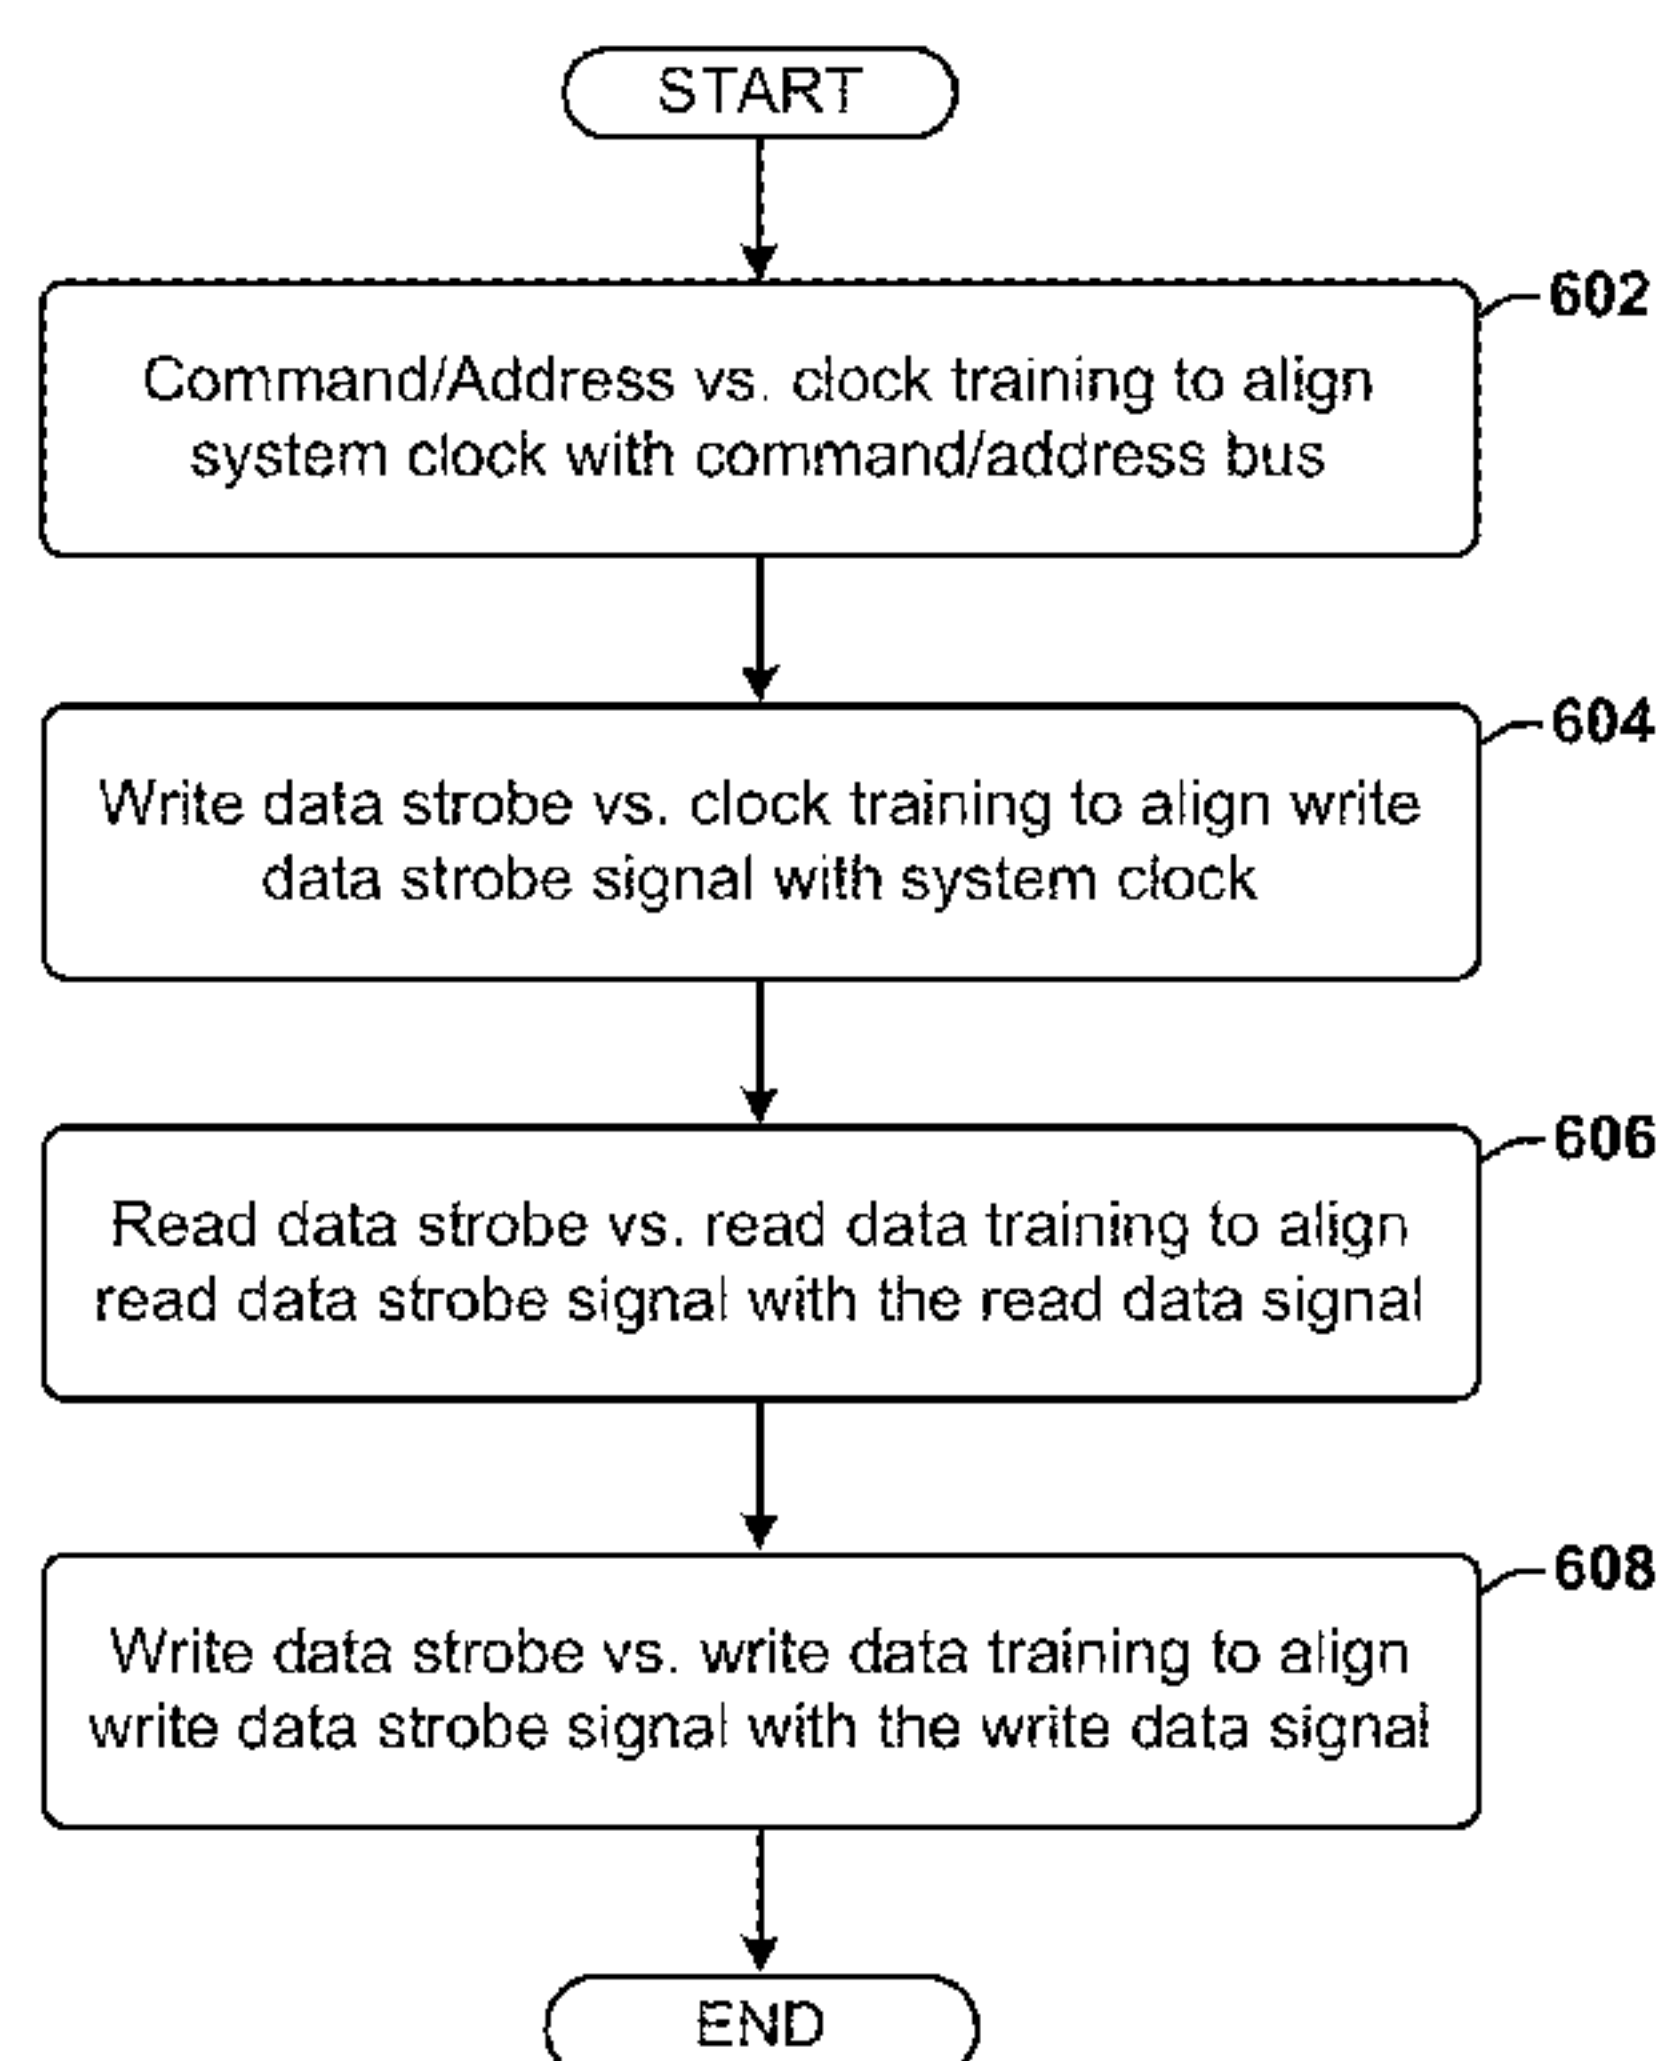 START
602
Command/Address vs. clock training to align
system clock with command/address bus
604
Write data strobe vs. clock training to align write
data strobe signal with system clock
606
Read data strobe vs. read data training to align
read data strobe signal with the read data signal
608
Write data strobe vs. write data training to align
write data strobe signal with the write data signal
END